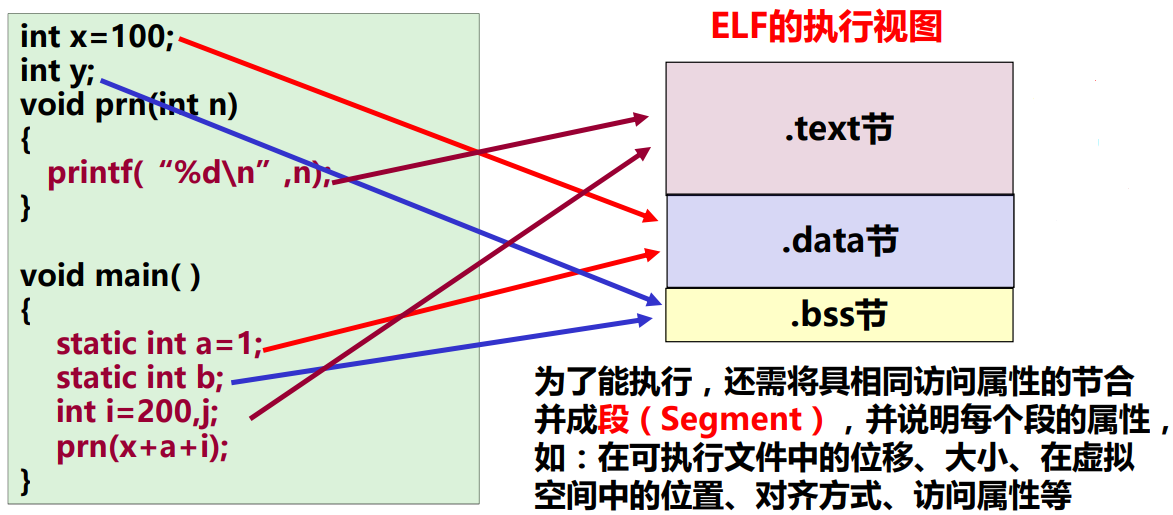 int x=100;
int y;
void prn(int n)
{
printf( “%d\n” ,n);
}
void main( )
{
static int a=1;
static int b;
int i=200,j;
prn(x+a+i);
}
ELF的执行视图
.text节
.data节
.bss节
为了能执行，还需将具相同访问属性的节合
并成段（Segment），并说明每个段的属性，
如：在可执行文件中的位移、大小、在虚拟
空间中的位置、对齐方式、访问属性等